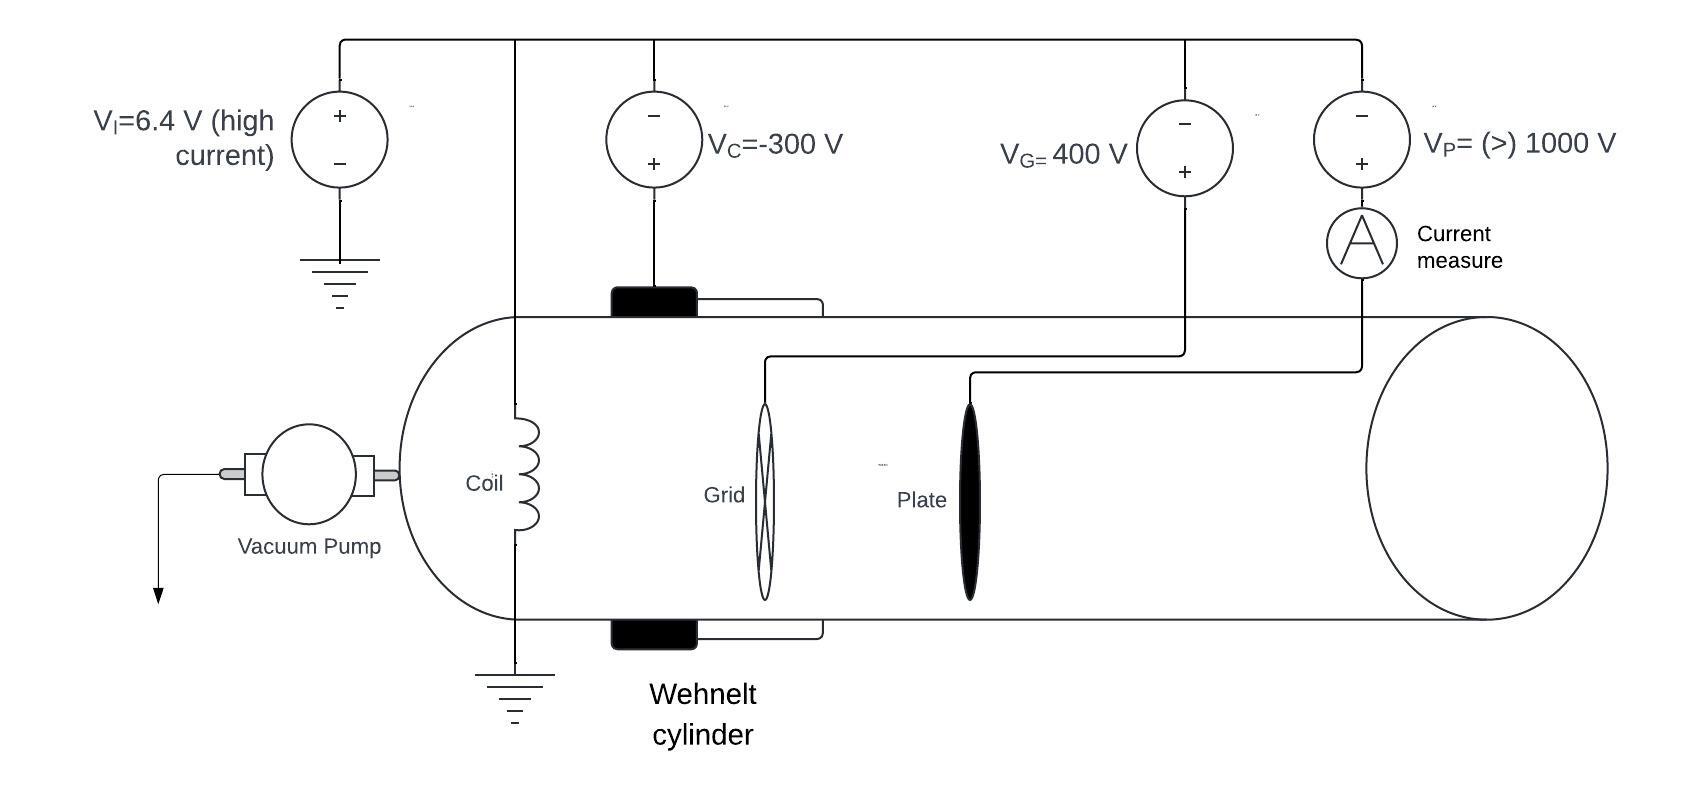 V_I=6.4 V (high
current)
+
−
−
+
V_C=-300 V
V_G= 400 V
−
+
−
+
V_P= (>) 1000 V
A
Current
measure
Coil
Grid
Plate
Vacuum Pump
Wehnelt
cylinder